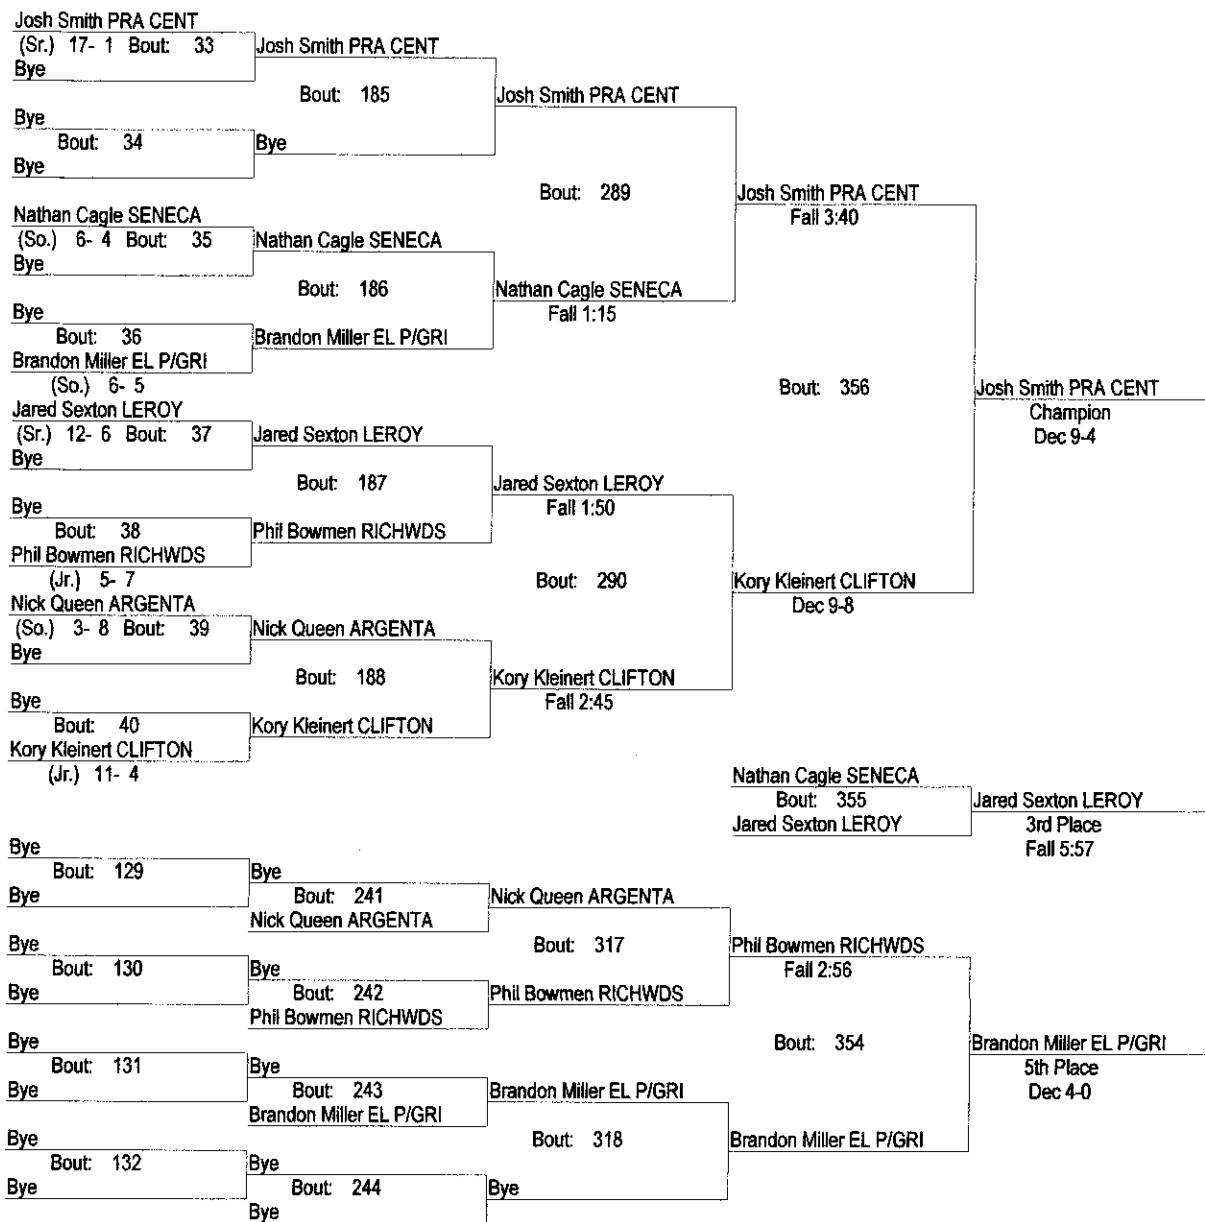 Josh Smith PRA CENT
(Sr.) 17- 1 Bout: 33 Josh Smith PRA CENT
Bye
Bout: 185 Josh Smith PRA CENT
Bye
Bout: 34 Bye
Bye
Bout: 289 Josh Smith PRA CENT
Fall 3:40
Nathan Cagle SENECA
(So.) 6- 4 Bout: 35 Nathan Cagle SENECA
Bye
Bout: 186 Nathan Cagle SENECA
Fall 1:15
Bye
Bout: 36 Brandon Miller EL P/GRI
Brandon Miller EL P/GRI
(So.) 6- 5
Bout: 356 Josh Smith PRA CENT
Champion
Dec 9-4
Jared Sexton LEROY
(Sr.) 12- 6 Bout: 37 Jared Sexton LEROY
Bye
Bout: 187 Jared Sexton LEROY
Fall 1:50
Bye
Bout: 38 Phil Bowmen RICHWDS
Phil Bowmen RICHWDS
(Jr.) 5- 7
Bout: 290 Kory Kleinert CLIFTON
Dec 9-8
Nick Queen ARGENTA
(So.) 3- 8 Bout: 39 Nick Queen ARGENTA
Bye
Bout: 188 Kory Kleinert CLIFTON
Fall 2:45
Bye
Bout: 40 Kory Kleinert CLIFTON
Kory Kleinert CLIFTON
(Jr.) 11- 4
Nathan Cagle SENECA
Bout: 355 Jared Sexton LEROY
Jared Sexton LEROY 3rd Place
Fall 5:57
Bye
Bout: 129 Bye
Bye Bout: 241 Nick Queen ARGENTA
Nick Queen ARGENTA
Bye Bout: 317 Phil Bowmen RICHWDS
Bout: 130 Bye Fall 2:56
Bye Bout: 242 Phil Bowmen RICHWDS
Phil Bowmen RICHWDS
Bye Bout: 354 Brandon Miller EL P/GRI
Bout: 131 Bye 5th Place
Bye Bout: 243 Brandon Miller EL P/GRI Dec 4-0
Brandon Miller EL P/GRI
Bye Bout: 318 Brandon Miller EL P/GRI
Bout: 132 Bye
Bye Bout: 244 Bye
Bye